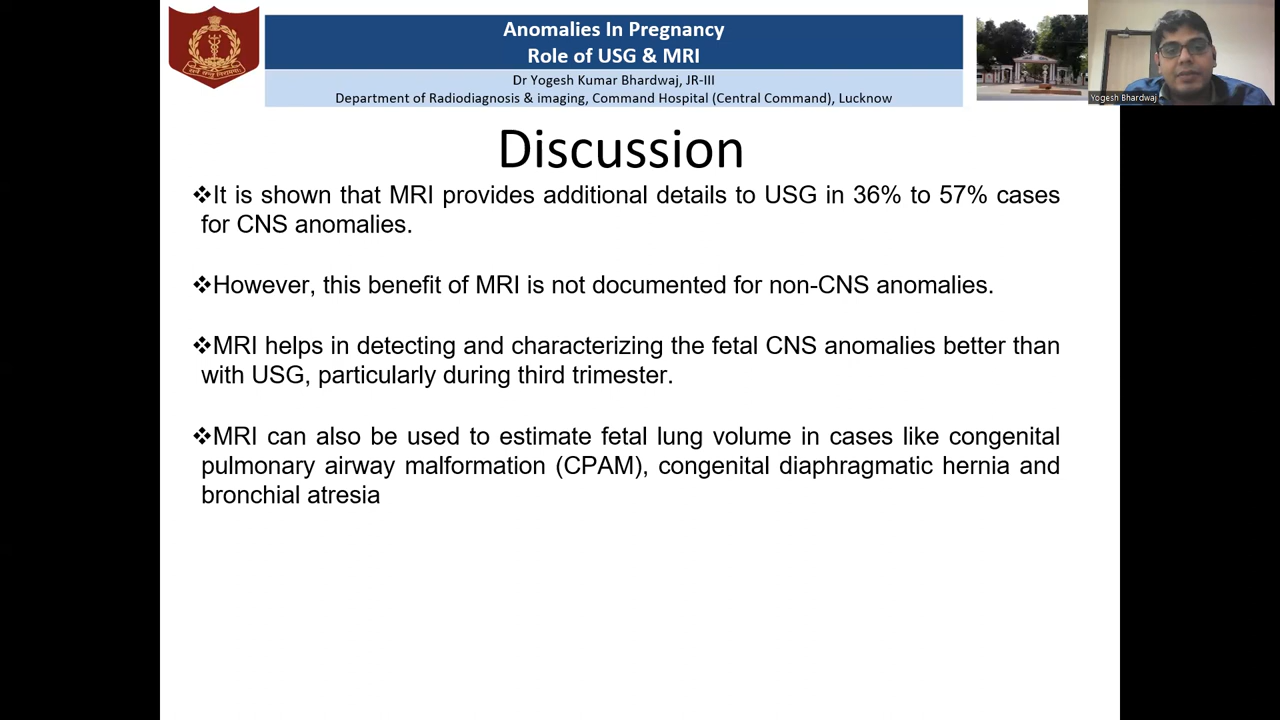 Anomalies In Pregnancy
Role of USG & MRI
Dr Yogesh Kumar Bhardwaj, JR-III
Department of Radiodiagnosis & imaging, Command Hospital (Central Command), Lucknow
Yogesh Bhardwaj
Discussion
❖It is shown that MRI provides additional details to USG in 36% to 57% cases
for CNS anomalies.
❖However, this benefit of MRI is not documented for non-CNS anomalies.
❖MRI helps in detecting and characterizing the fetal CNS anomalies better than
with USG, particularly during third trimester.
❖MRI can also be used to estimate fetal lung volume in cases like congenital
pulmonary airway malformation (CPAM), congenital diaphragmatic hernia and
bronchial atresia